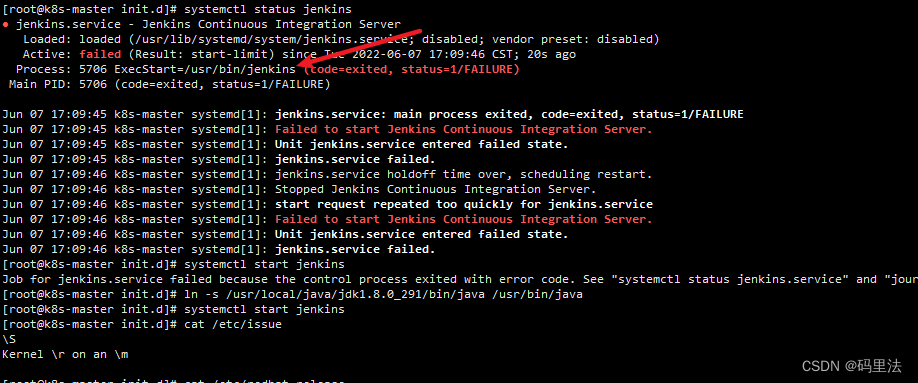 [root@k8s-master init.d]# systemctl status jenkins
● jenkins.service - Jenkins Continuous Integration Server
Loaded: loaded (/usr/lib/systemd/system/jenkins.service; disabled; vendor preset: disabled)
Active: failed (Result: start-limit) since Tue 2022-06-07 17:09:46 CST; 20s ago
Process: 5706 ExecStart=/usr/bin/jenkins (code=exited, status=1/FAILURE)
Main PID: 5706 (code=exited, status=1/FAILURE)
Jun 07 17:09:45 k8s-master systemd[1]: jenkins.service: main process exited, code=exited, status=1/FAILURE
Jun 07 17:09:46 k8s-master systemd[1]: Failed to start Jenkins Continuous Integration Server.
Jun 07 17:09:46 k8s-master systemd[1]: Unit jenkins.service entered failed state.
Jun 07 17:09:45 k8s-master systemd[1]: jenkins.service failed.
Jun 07 17:09:46 k8s-master systemd[1]: jenkins.service holdoff time over, scheduling restart.
Jun 07 17:09:46 k8s-master systemd[1]: Stopped Jenkins Continuous Integration Server.
Jun 07 17:09:46 k8s-master systemd[1]: start request repeated too quickly for jenkins.service
Jun 07 17:09:46 k8s-master systemd[1]: Failed to start Jenkins Continuous Integration Server.
Jun 07 17:09:46 k8s-master systemd[1]: Unit jenkins.service entered failed state.
Jun 07 17:09:46 k8s-master systemd[1]: jenkins.service failed.
[root@k8s-master init.d]# systemctl start jenkins
Job for jenkins.service failed because the control process exited with error code. See "systemctl status jenkins.service" and "jour
[root@k8s-master init.d]# ln -s /usr/local/java/jdk1.8.0_291/bin/java /usr/bin/java
[root@k8s-master init.d]# systemctl start jenkins
[root@k8s-master init.d]# cat /etc/issue
\S
Kernel \r on an \m
[root@k8s-master init.d]# cat /etc/redhat-release
CSDN @码里法